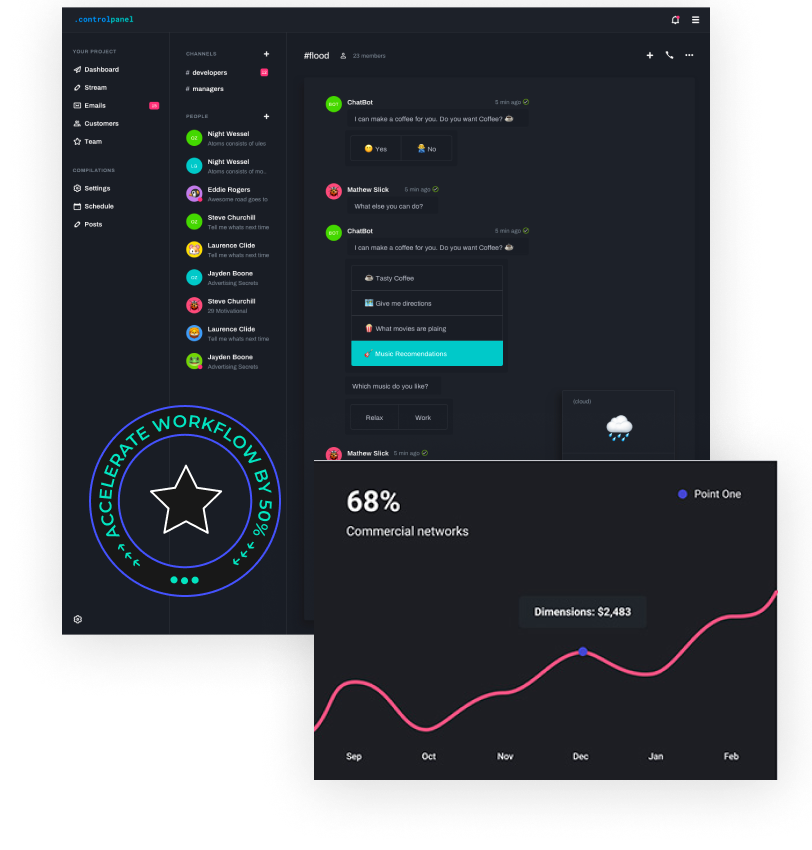 .controlpanel
YOUR PROJECT
Dashboard
Stream
Emails
Customers
Team
COMPILATIONS
Settings
Schedule
Posts
CHANNELS +
# developers
# managers
PEOPLE +
Night Wessel
Atoms consists of ules
Night Wessel
Atoms consists of mo..
Eddie Rogers
Awesome road goes to
Steve Churchill
Tell me whats next time
Laurence Clide
Tell me whats next time
Jayden Boone
Advertising Secrets
Steve Churchill
Motivational
Laurence Clide
Tell me whats next time
Jayden Boone
Advertising Secrets
#flood 23 members
BOT ChatBot 5 min ago
I can make a coffee for you. Do you want Coffee? ☕
😶 Yes
No
Mathew Slick 5 min ago
What else you can do?
BOT ChatBot 5 min ago
I can make a coffee for you. Do you want Coffee? ☕
☕ Tasty Coffee
Give me directions
🍿 What movies are plaing
🎸 Music Recomendations
Which music do you like?
Relax
Work
(cloud)
Mathew Slick 5 min ago
ACCELERATE WORKFLOW BY 50%
68%
Commercial networks
Point One
Dimensions: $2,483
Sep Oct Nov Dec Jan Feb